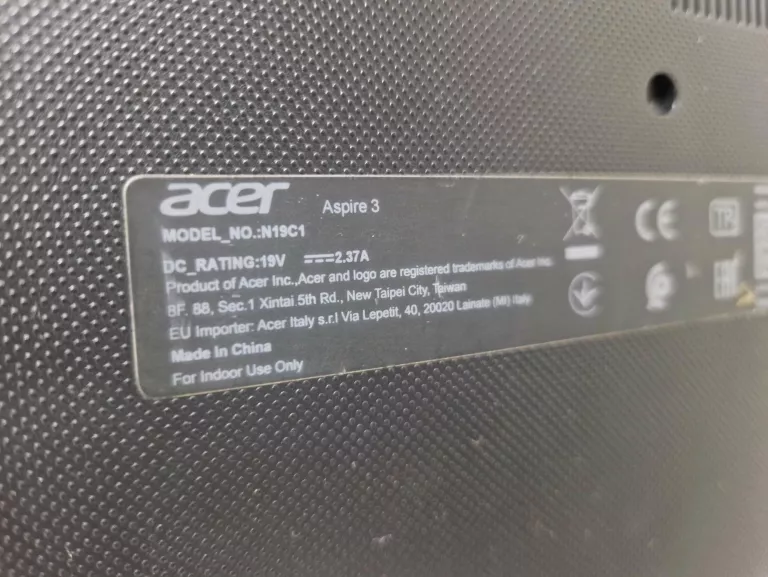 acer
Aspire 3
MODEL_NO.:N19C1
DC_RATING:19V ⎓2.37A
Product of Acer Inc.,Acer and logo are registered trademarks of Acer Inc.
8F. 88, Sec.1 Xintai 5th Rd., New Taipei City, Taiwan
EU Importer: Acer Italy s.r.l Via Lepetit, 40, 20020 Lainate (MI) Italy
Made In China
For Indoor Use Only
CE